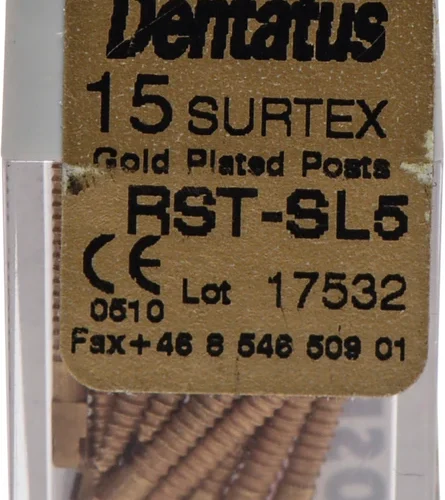 Dentatus
15 SURTEX
Gold Plated Posts
RST-SL5
CE
0510 Lot 17532
Fax+46 8 546 509 01